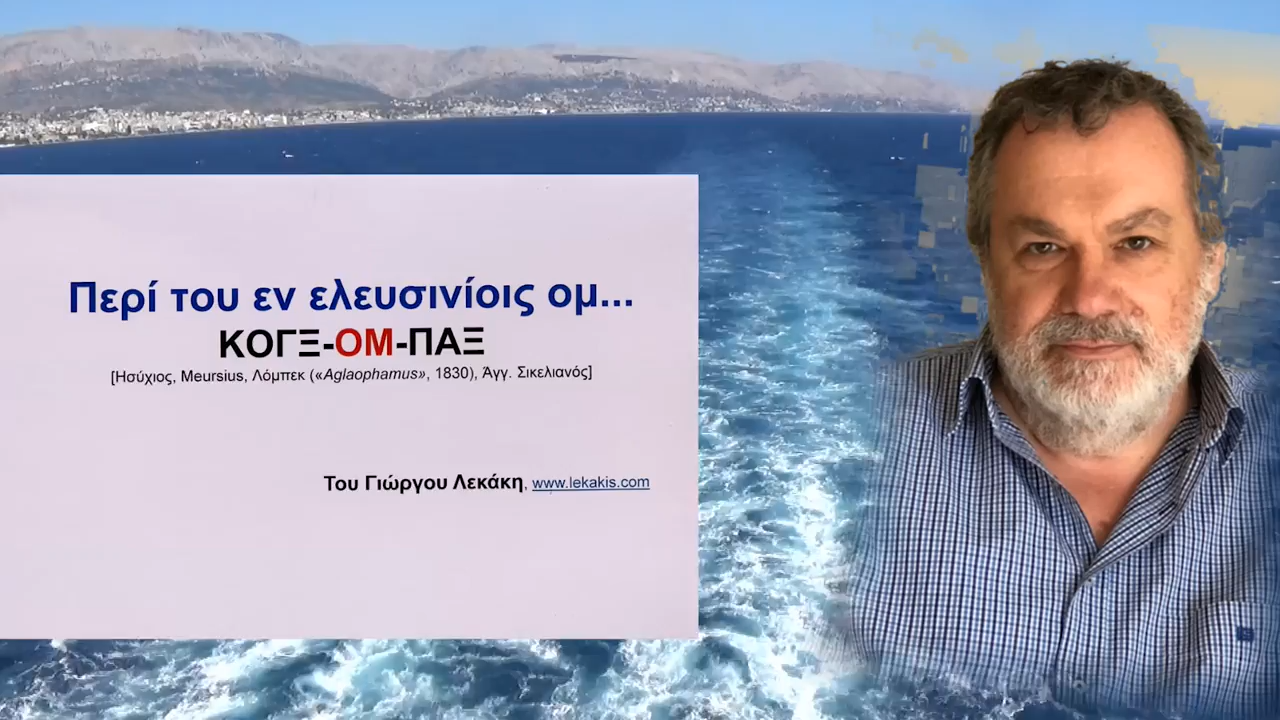 Περί του εν ελευσινίοις ομ...
ΚΟΓΞ-ΟΜ-ΠΑΞ
[Ησύχιος, Meursius, Λόμπεκ («Aglaophamus», 1830), Άγγ. Σικελιανός]
Του Γιώργου Λεκάκη, www.lekakis.com